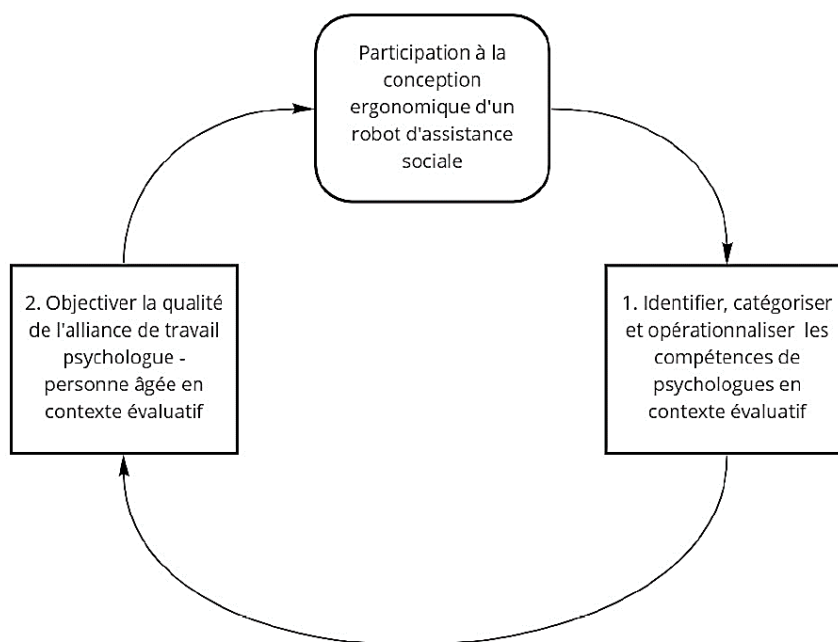 Participation à la
conception
ergonomique d'un
robot d'assistance
sociale
1. Identifier, catégoriser
et opérationnaliser les
compétences de
psychologues en
contexte évaluatif
2. Objectiver la qualité
de l'alliance de travail
psychologue -
personne âgée en
contexte évaluatif